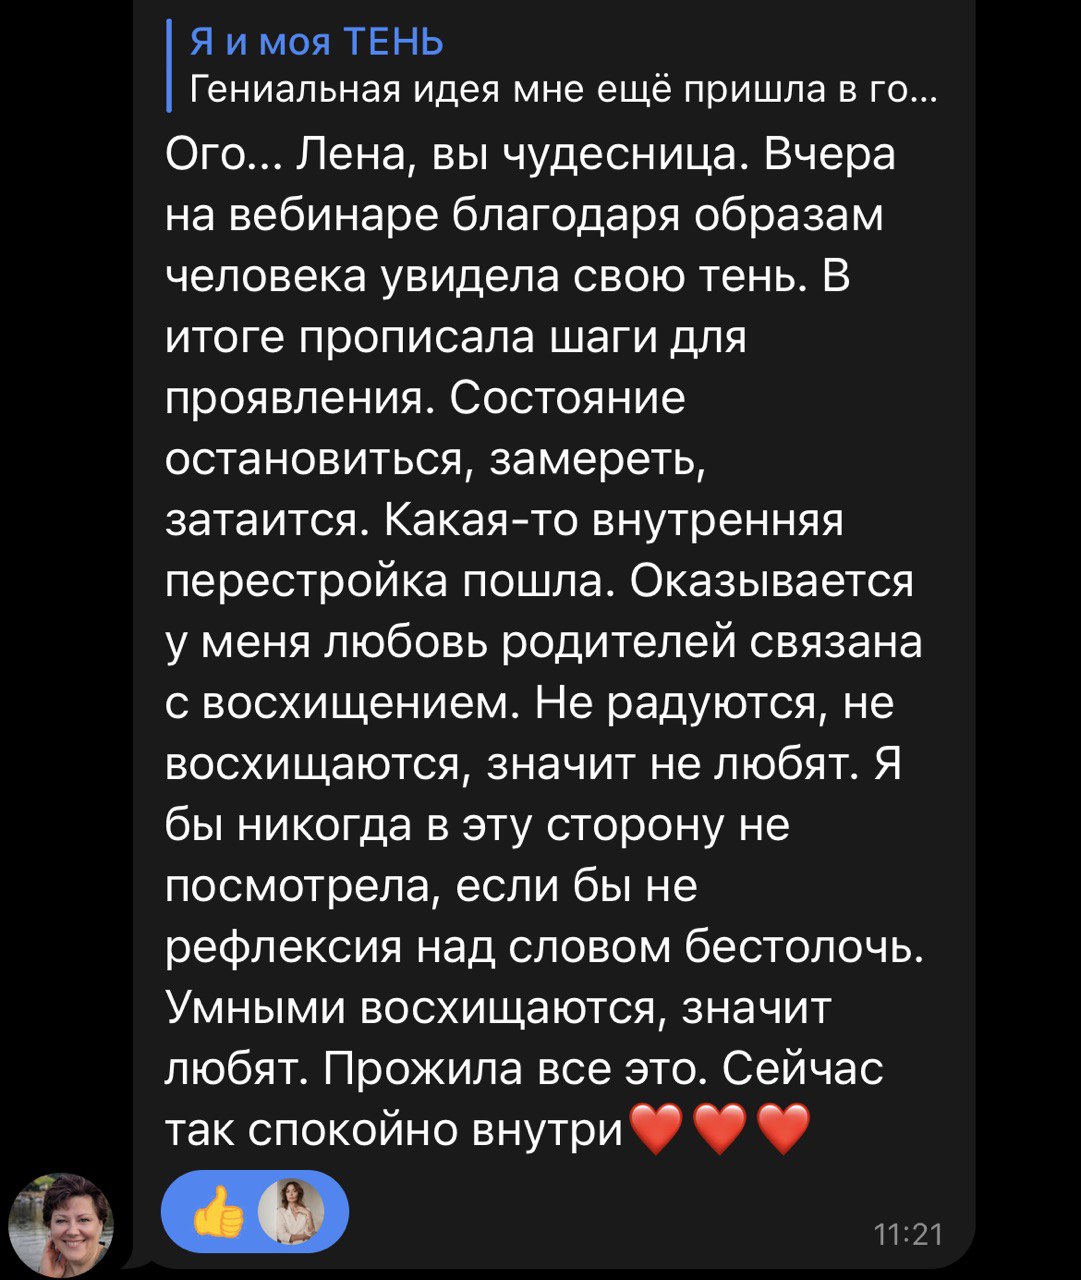 Я и моя ТЕНЬ
Гениальная идея мне ещё пришла в го...
Ого... Лена, вы чудесница. Вчера
на вебинаре благодаря образам
человека увидела свою тень. В
итоге прописала шаги для
проявления. Состояние
остановиться, замереть,
затаится. Какая-то внутренняя
перестройка пошла. Оказывается
у меня любовь родителей связана
с восхищением. Не радуются, не
восхищаются, значит не любят. Я
бы никогда в эту сторону не
посмотрела, если бы не
рефлексия над словом бестолочь.
Умными восхищаются, значит
любят. Прожила все это. Сейчас
так спокойно внутри❤️❤️❤️
11:21